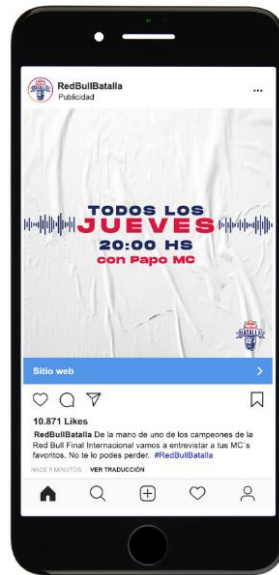 RedBullBatalla
Publicidad
TODOS LOS
JUEVES
20:00 HS
con Papo MC
BATALLA
Sitio web
10.871 Likes
RedBullBatalla De la mano de uno de los campeones de la
Red Bull Final Internacional vamos a entrevistar a tus MC´s
favoritos. No te lo podes perder. #RedBullBatalla
HACE 5 MINUTOS VER TRADUCCIÓN